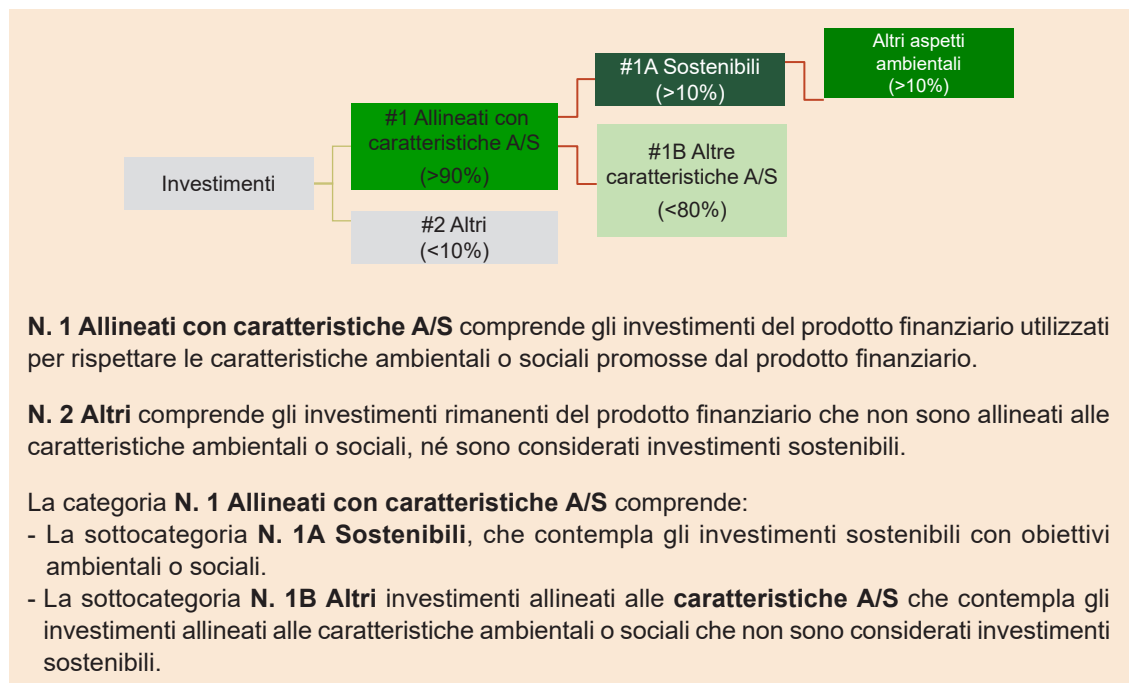 Investimenti
#1 Allineati con
caratteristiche A/S
(>90%)
#2 Altri
(<10%)
#1A Sostenibili
(>10%)
#1B Altre
caratteristiche A/S
(<80%)
Altri aspetti
ambientali
(>10%)
N. 1 Allineati con caratteristiche A/S comprende gli investimenti del prodotto finanziario utilizzati
per rispettare le caratteristiche ambientali o sociali promosse dal prodotto finanziario.
N. 2 Altri comprende gli investimenti rimanenti del prodotto finanziario che non sono allineati alle
caratteristiche ambientali o sociali, né sono considerati investimenti sostenibili.
La categoria N. 1 Allineati con caratteristiche A/S comprende:
- La sottocategoria N. 1A Sostenibili, che contempla gli investimenti sostenibili con obiettivi
ambientali o sociali.
- La sottocategoria N. 1B Altri investimenti allineati alle caratteristiche A/S che contempla gli
investimenti allineati alle caratteristiche ambientali o sociali che non sono considerati investimenti
sostenibili.